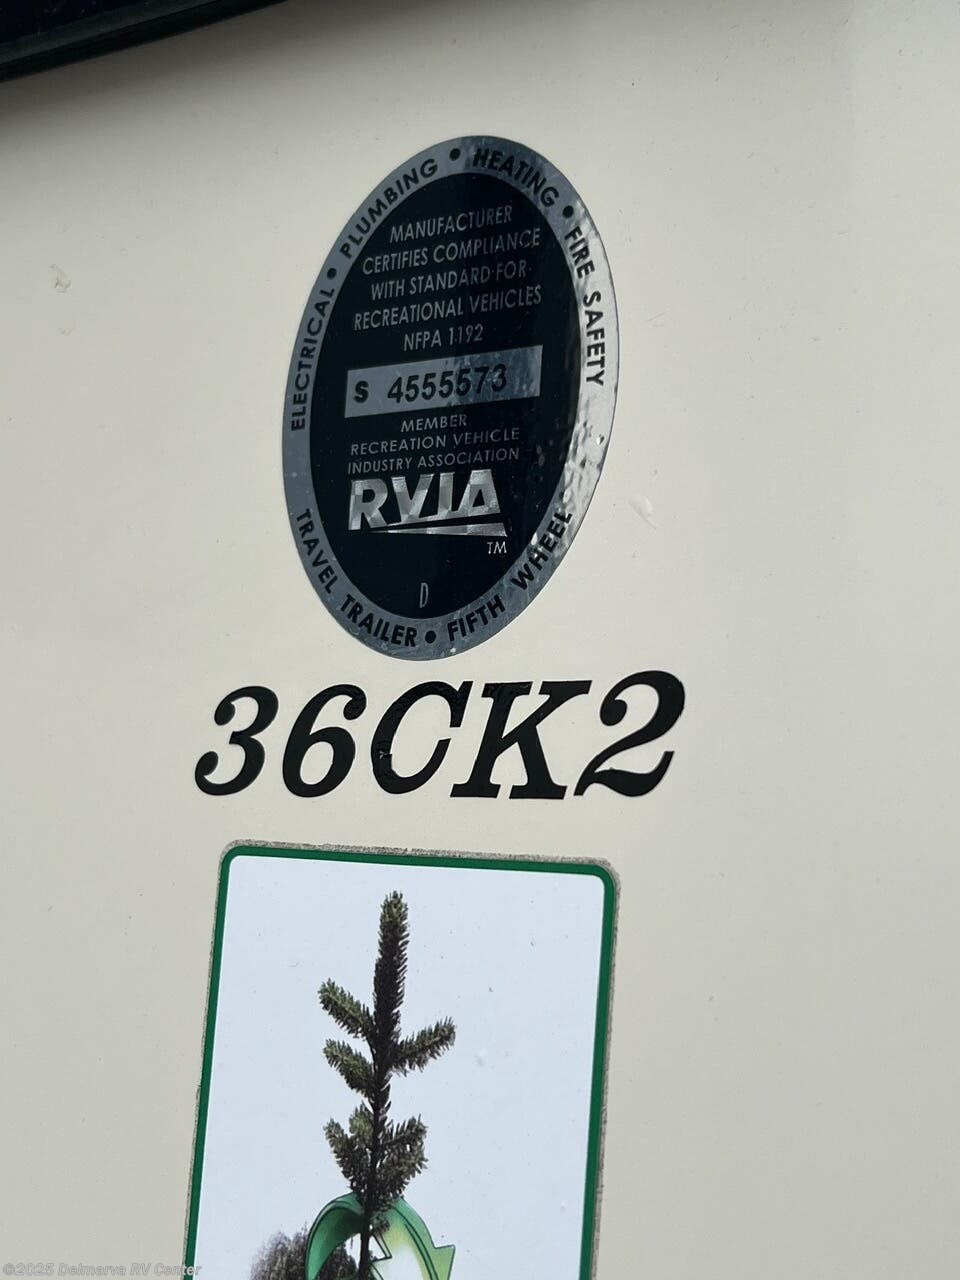 ELECTRICAL • PLUMBING • HEATING • FIRE SAFETY
MANUFACTURER
CERTIFIES COMPLIANCE
WITH STANDARD FOR
RECREATIONAL VEHICLES
NFPA 1192
S 4555573
MEMBER
RECREATION VEHICLE
INDUSTRY ASSOCIATION
RVIA
TM
D
TRAVEL TRAILER • FIFTH WHEEL
36CK2
©2025 Delmarva RV Center